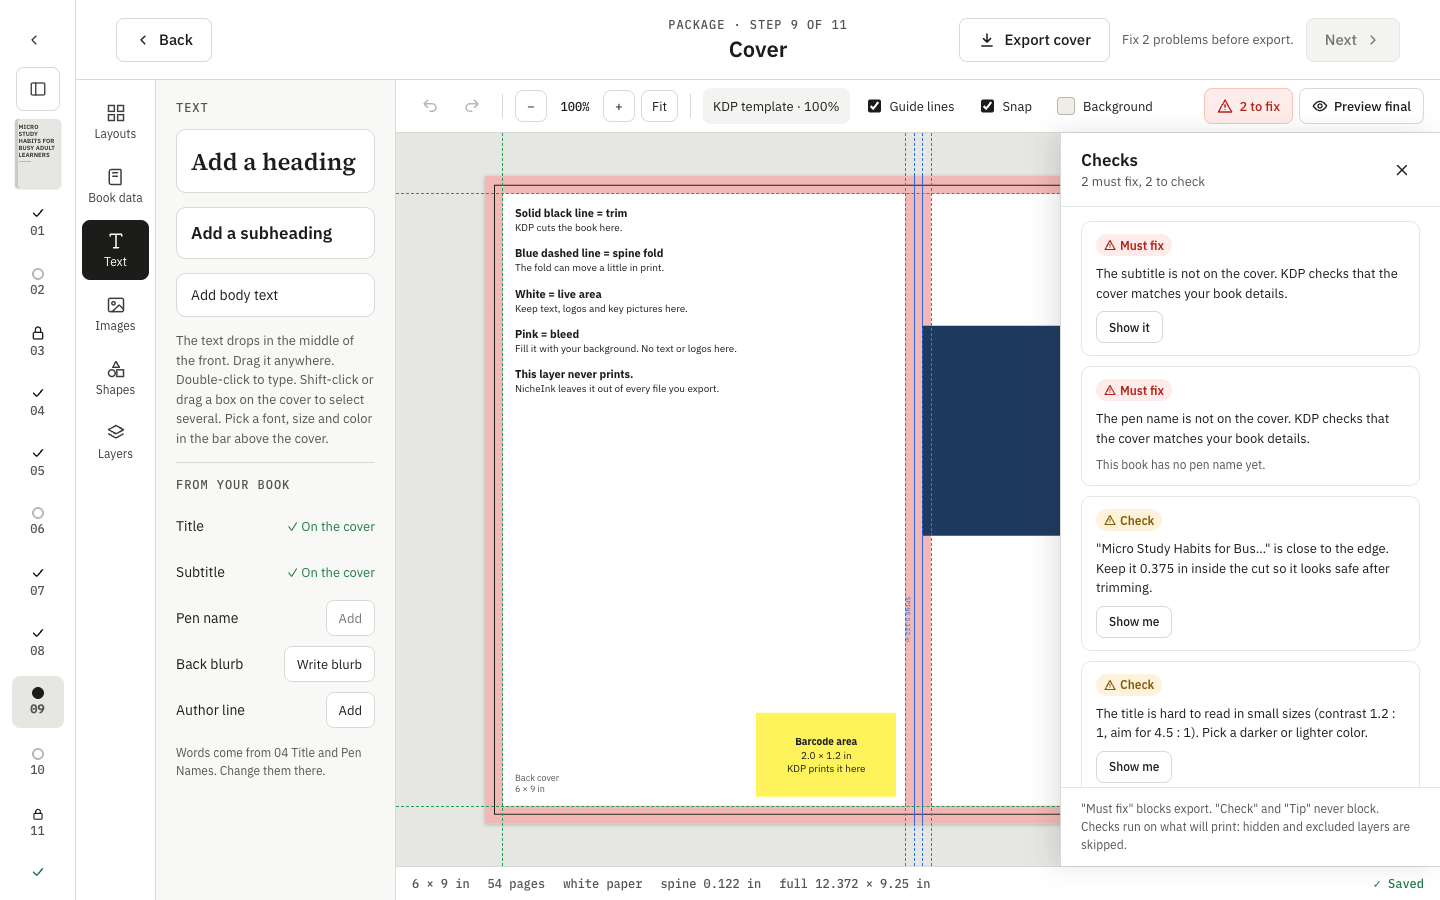 Back
PACKAGE · STEP 9 OF 11
Cover
Export cover
Fix 2 problems before export.
Next
MICRO
STUDY
HABITS FOR
BUSY ADULT
LEARNERS
01
02
03
04
05
06
07
08
09
10
11
Layouts
Book data
Text
Images
Shapes
Layers
TEXT
Add a heading
Add a subheading
Add body text
The text drops in the middle of
the front. Drag it anywhere.
Double-click to type. Shift-click or
drag a box on the cover to select
several. Pick a font, size and color
in the bar above the cover.
FROM YOUR BOOK
Title ✓ On the cover
Subtitle ✓ On the cover
Pen name Add
Back blurb Write blurb
Author line Add
Words come from 04 Title and Pen
Names. Change them there.
− 100% + Fit
KDP template · 100%
Guide lines
Snap
Background
2 to fix
Preview final
Solid black line = trim
KDP cuts the book here.
Blue dashed line = spine fold
The fold can move a little in print.
White = live area
Keep text, logos and key pictures here.
Pink = bleed
Fill it with your background. No text or logos here.
This layer never prints.
NicheInk leaves it out of every file you export.
Barcode area
2.0 × 1.2 in
KDP prints it here
Back cover
6 × 9 in
Checks
2 must fix, 2 to check
Must fix
The subtitle is not on the cover. KDP checks that the
cover matches your book details.
Show it
Must fix
The pen name is not on the cover. KDP checks that
the cover matches your book details.
This book has no pen name yet.
Check
"Micro Study Habits for Bus…" is close to the edge.
Keep it 0.375 in inside the cut so it looks safe after
trimming.
Show me
Check
The title is hard to read in small sizes (contrast 1.2 :
1, aim for 4.5 : 1). Pick a darker or lighter color.
Show me
"Must fix" blocks export. "Check" and "Tip" never block.
Checks run on what will print: hidden and excluded layers are
skipped.
6 × 9 in 54 pages white paper spine 0.122 in full 12.372 × 9.25 in
✓ Saved